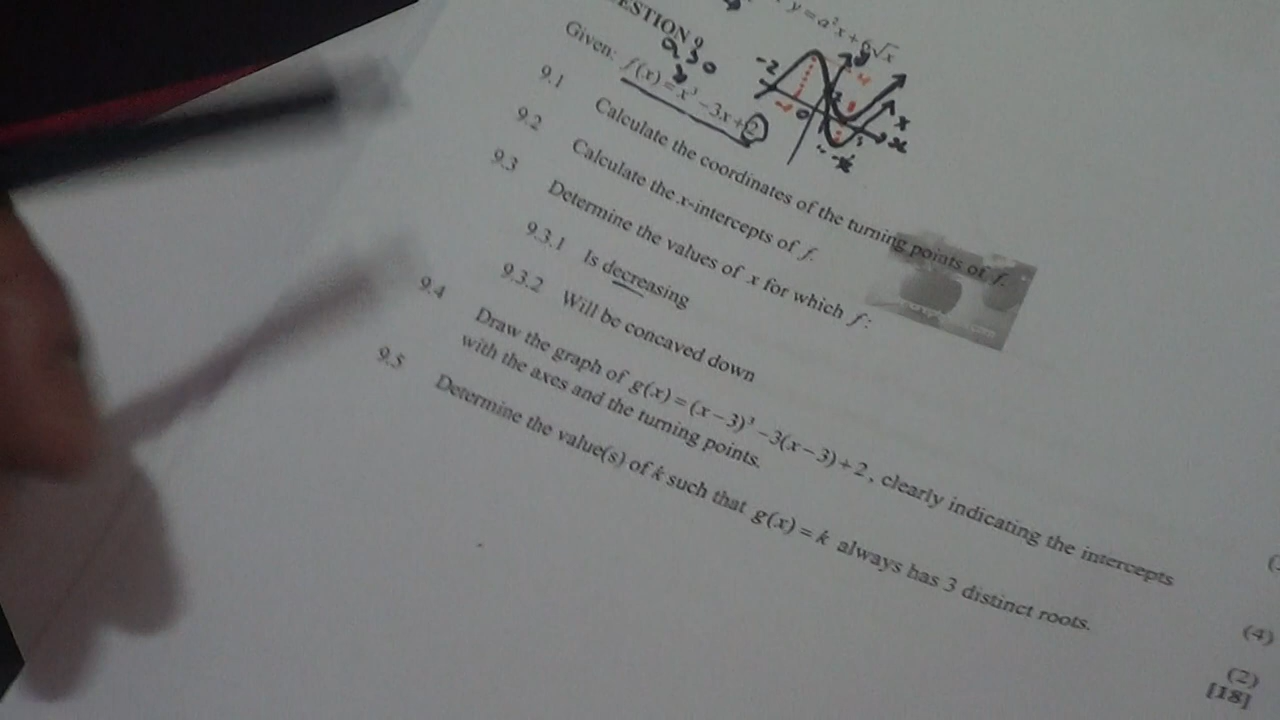 y = a²x + 6√x
ESTION 9
a>0
Given: f(x) = x³ − 3x + 2
-2
y
4
x
9.1 Calculate the coordinates of the turning points of f.
9.2 Calculate the x-intercepts of f.
9.3 Determine the values of x for which f:
9.3.1 Is decreasing
9.3.2 Will be concaved down
9.4 Draw the graph of g(x) = (x − 3)³ − 3(x − 3) + 2, clearly indicating the intercepts
with the axes and the turning points.
(4)
9.5 Determine the value(s) of k such that g(x) = k always has 3 distinct roots.
(2)
[18]